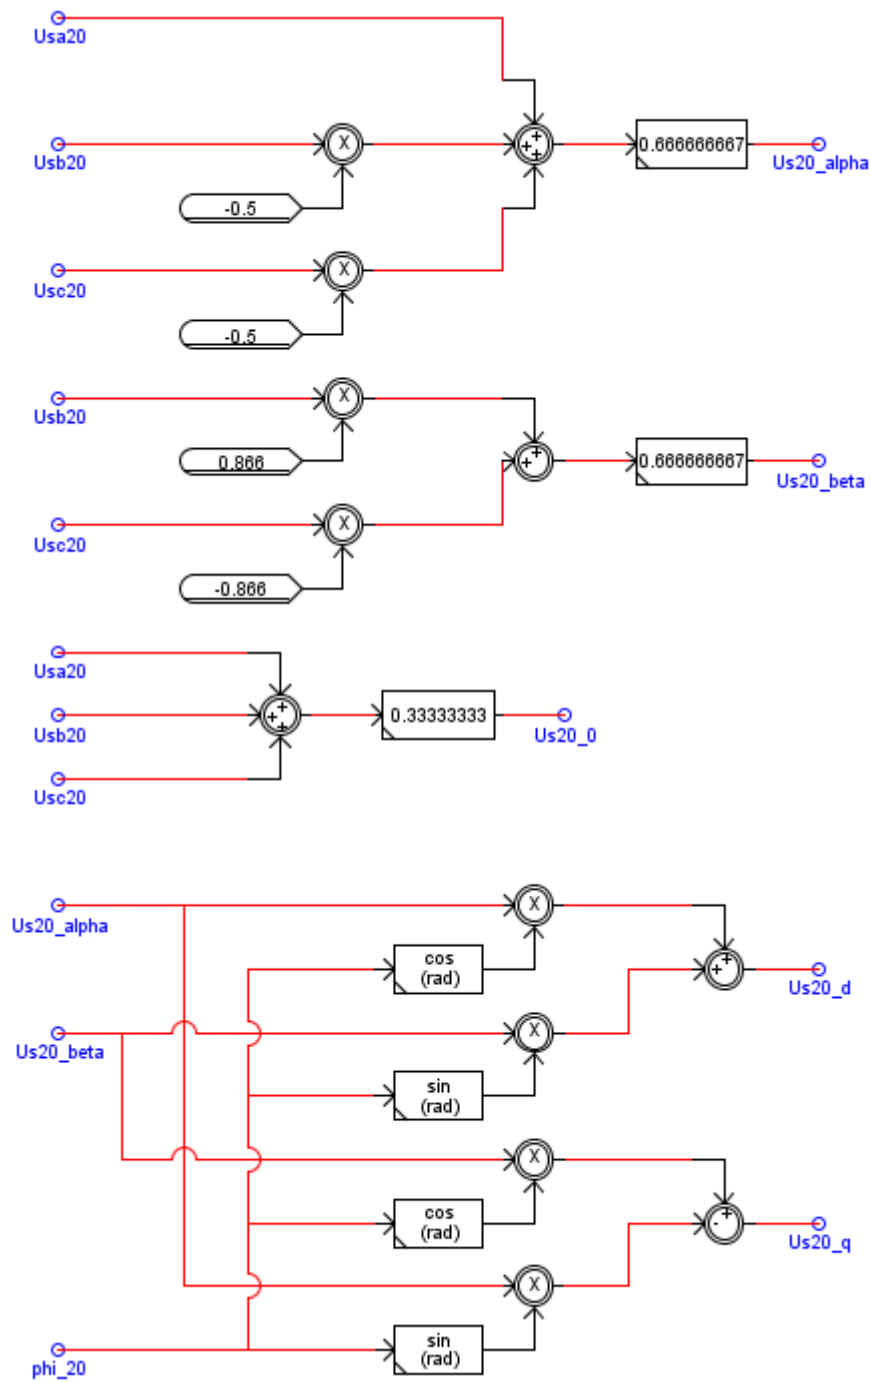 Usa20
X
+
+
+
0.666666667
Usb20
Us20_alpha
-0.5
X
Usc20
-0.5
X
Usb20
+
+
0.666666667
0.866
Us20_beta
X
Usc20
-0.866
Usa20
+
+
+
0.33333333
Usb20
Us20_0
Usc20
X
Us20_alpha
cos
(rad)
+
+
Us20_d
X
Us20_beta
sin
(rad)
X
cos
(rad)
+
-
Us20_q
X
sin
(rad)
phi_20